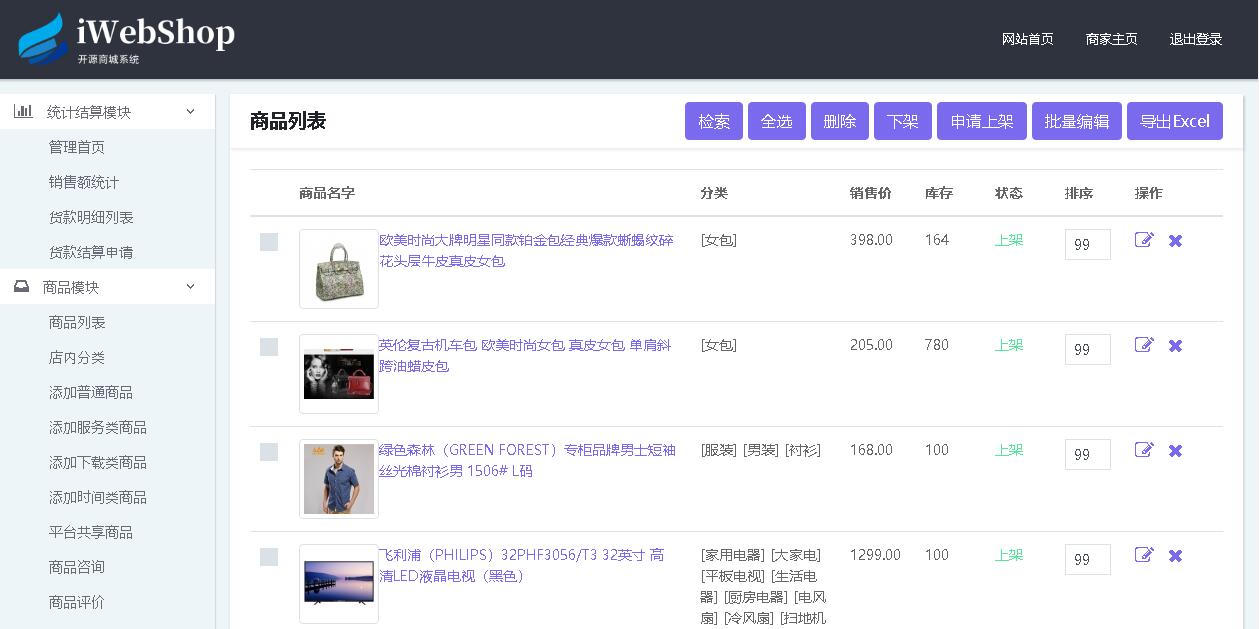 iWebShop
开源商城系统
网站首页 商家主页 退出登录
统计结算模块
管理首页
销售额统计
货款明细列表
货款结算申请
商品模块
商品列表
店内分类
添加普通商品
添加服务类商品
添加下载类商品
添加时间类商品
平台共享商品
商品咨询
商品评价
商品列表 检索 全选 删除 下架 申请上架 批量编辑 导出Excel
商品名字 分类 销售价 库存 状态 排序 操作
欧美时尚大牌明星同款铂金包经典爆款蜥蜴纹碎 [女包] 398.00 164 上架 99
花头层牛皮真皮女包
英伦复古机车包 欧美时尚女包 真皮女包 单肩斜 [女包] 205.00 780 上架 99
跨油蜡皮包
绿色森林（GREEN FOREST）专柜品牌男士短袖 [服装] [男装] [衬衫] 168.00 100 上架 99
丝光棉衬衫男 1506# L码
飞利浦（PHILIPS）32PHF3056/T3 32英寸 高 [家用电器] [大家电] 1299.00 100 上架 99
清LED液晶电视（黑色） [平板电视] [生活电
器] [厨房电器] [电风
扇] [冷风扇] [扫地机